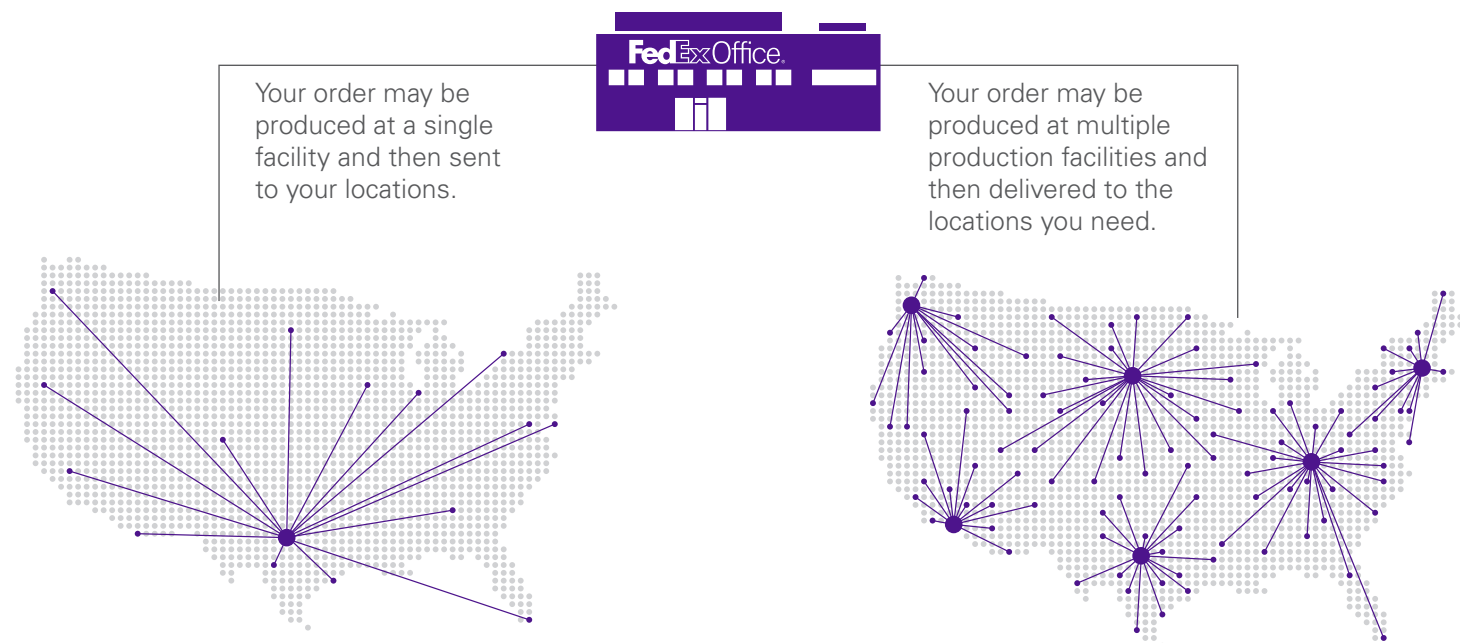 FedEx Office.
Your order may be
produced at a single
facility and then sent
to your locations.
Your order may be
produced at multiple
production facilities and
then delivered to the
locations you need.